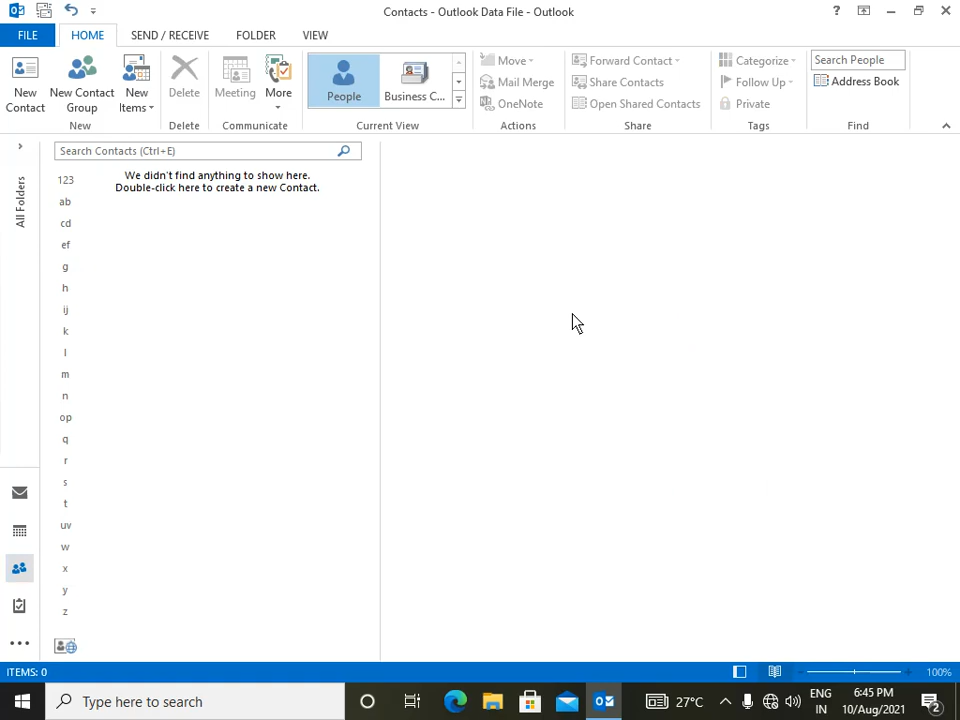 Contacts - Outlook Data File - Outlook
?
FILE
HOME
SEND / RECEIVE
FOLDER
VIEW
New
Contact
New Contact
Group
New
Items
New
Delete
Delete
Meeting
More
Communicate
People
Business C...
Current View
Move
Mail Merge
OneNote
Actions
Forward Contact
Share Contacts
Open Shared Contacts
Share
Categorize
Follow Up
Private
Tags
Search People
Address Book
Find
All Folders
Search Contacts (Ctrl+E)
We didn't find anything to show here.
Double-click here to create a new Contact.
123
ab
cd
ef
g
h
ij
k
l
m
n
op
q
r
s
t
uv
w
x
y
z
ITEMS: 0
100%
Type here to search
27°C
ENG
IN
6:45 PM
10/Aug/2021
2